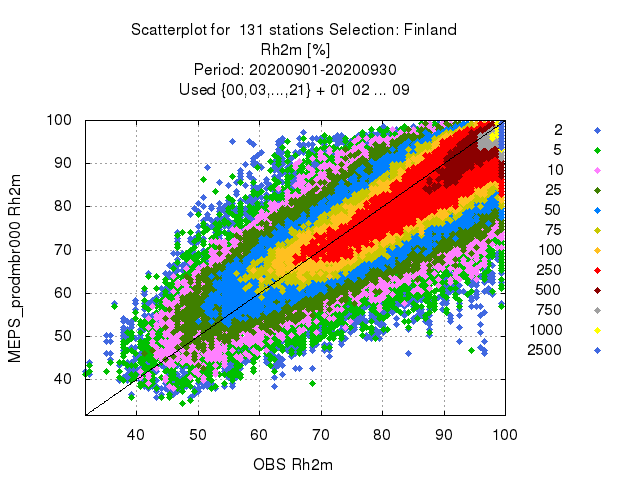 Scatterplot for  131 stations Selection: Finland
Rh2m [%]
Period: 20200901-20200930
Used {00,03,...,21} + 01 02 ... 09
MEPS_prodmbr000 Rh2m
100
90
80
70
60
50
40
40 50 60 70 80 90 100
OBS Rh2m
2
5
10
25
50
75
100
250
500
750
1000
2500